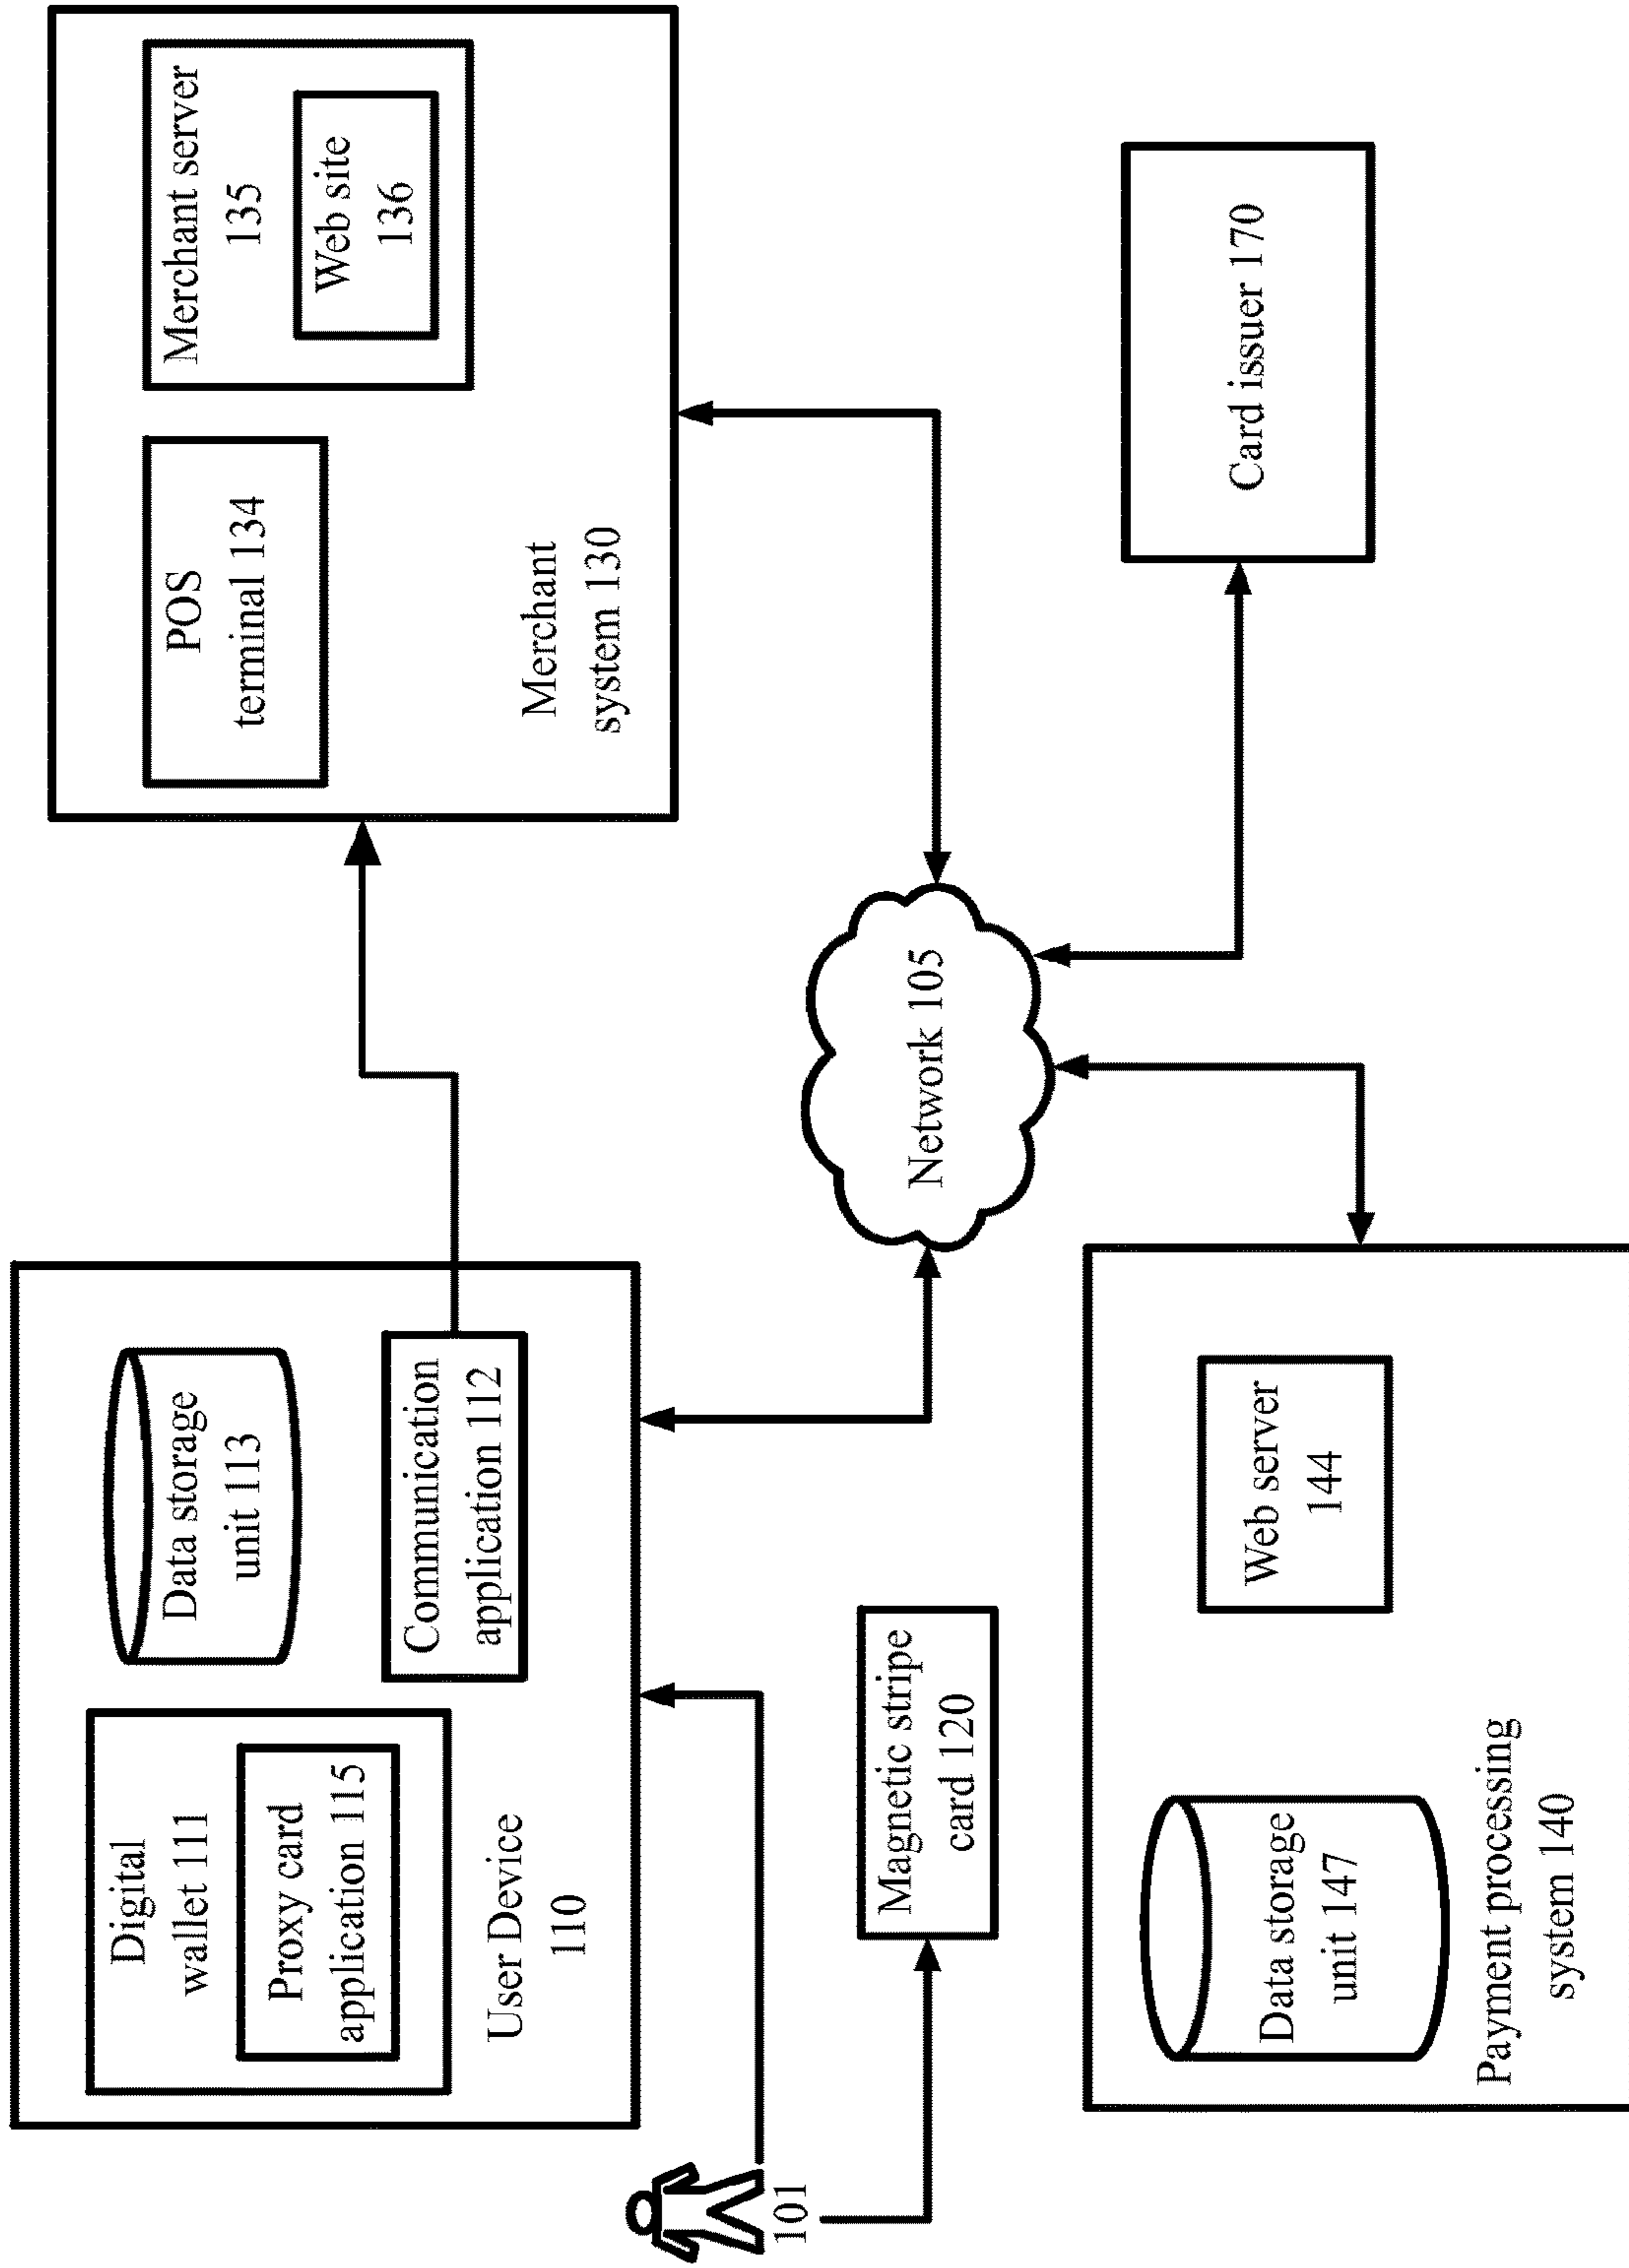 Digital
wallet 111
Proxy card
application 115
Data storage
unit 113
User Device
110
Communication
application 112
POS
terminal 134
Merchant server
135
Web site
136
Merchant
system 130
101
Magnetic stripe
card 120
Network 105
Data storage
unit 147
Web server
144
Payment processing
system 140
Card issuer 170